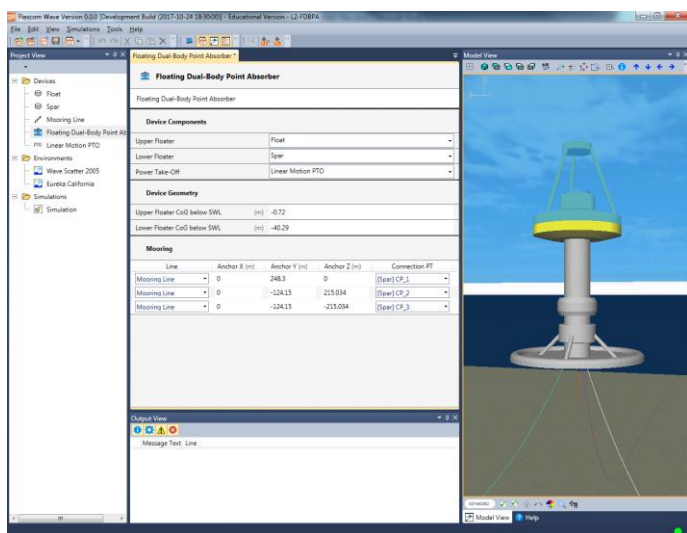 Flexcom Wave Version 0.0.0 [Development Build (2017-10-24 18:30:00)] - Educational Version - L2-FDBPA
File Edit View Simulations Tools Help
Project View
Devices
Float
Spar
Mooring Line
Floating Dual-Body Point Ab
PTO Linear Motion PTO
Environments
Wave Scatter 2005
Eureka California
Simulations
Simulation
Floating Dual-Body Point Absorber *
Floating Dual-Body Point Absorber
Floating Dual-Body Point Absorber
Device Components
Upper Floater Float
Lower Floater Spar
Power Take-Off Linear Motion PTO
Device Geometry
Upper Floater CoG below SWL (m) -0.72
Lower Floater CoG below SWL (m) -40.29
Mooring
Line Anchor X (m) Anchor Y (m) Anchor Z (m) Connection PT
Mooring Line 0 248.3 0 [Spar] CP_1
Mooring Line 0 -124.15 215.034 [Spar] CP_2
Mooring Line 0 -124.15 -215.034 [Spar] CP_3
Output View
Message Text Line
Model View
KEYWORD
Model View Help